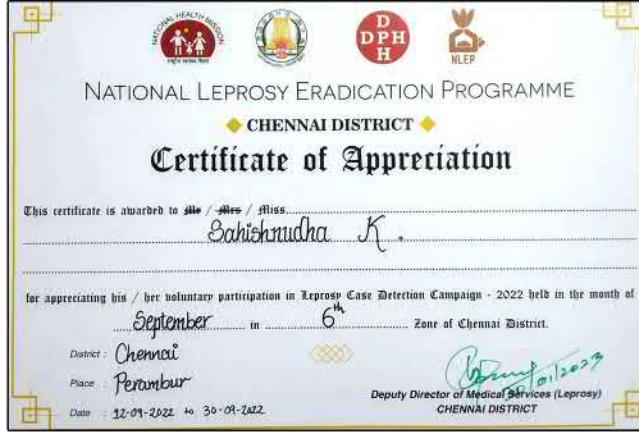 NATIONAL HEALTH MISSION
राष्ट्रीय स्वास्थ्य मिशन
D
DPH
H
NLEP
NATIONAL LEPROSY ERADICATION PROGRAMME
CHENNAI DISTRICT
Certificate of Appreciation
This certificate is awarded to Mr / Mrs / Miss
Sahishnudha K.
for appreciating his / her voluntary participation in Leprosy Case Detection Campaign - 2022 held in the month of
September in 6th Zone of Chennai District.
District : Chennai
Place : Perambur
Date : 12-09-2022 to 30-09-2022
Deputy Director of Medical Services (Leprosy)
CHENNAI DISTRICT